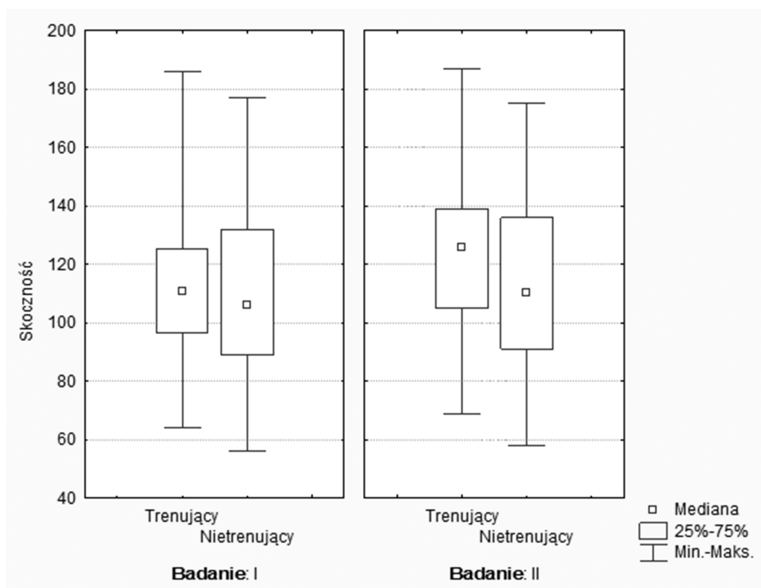 200
180
160
140
120
100
80
60
40
Skoczność
Trenujący
Nietrenujący
Badanie: I
Trenujący
Nietrenujący
Badanie: II
Mediana
25%-75%
Min.-Maks.